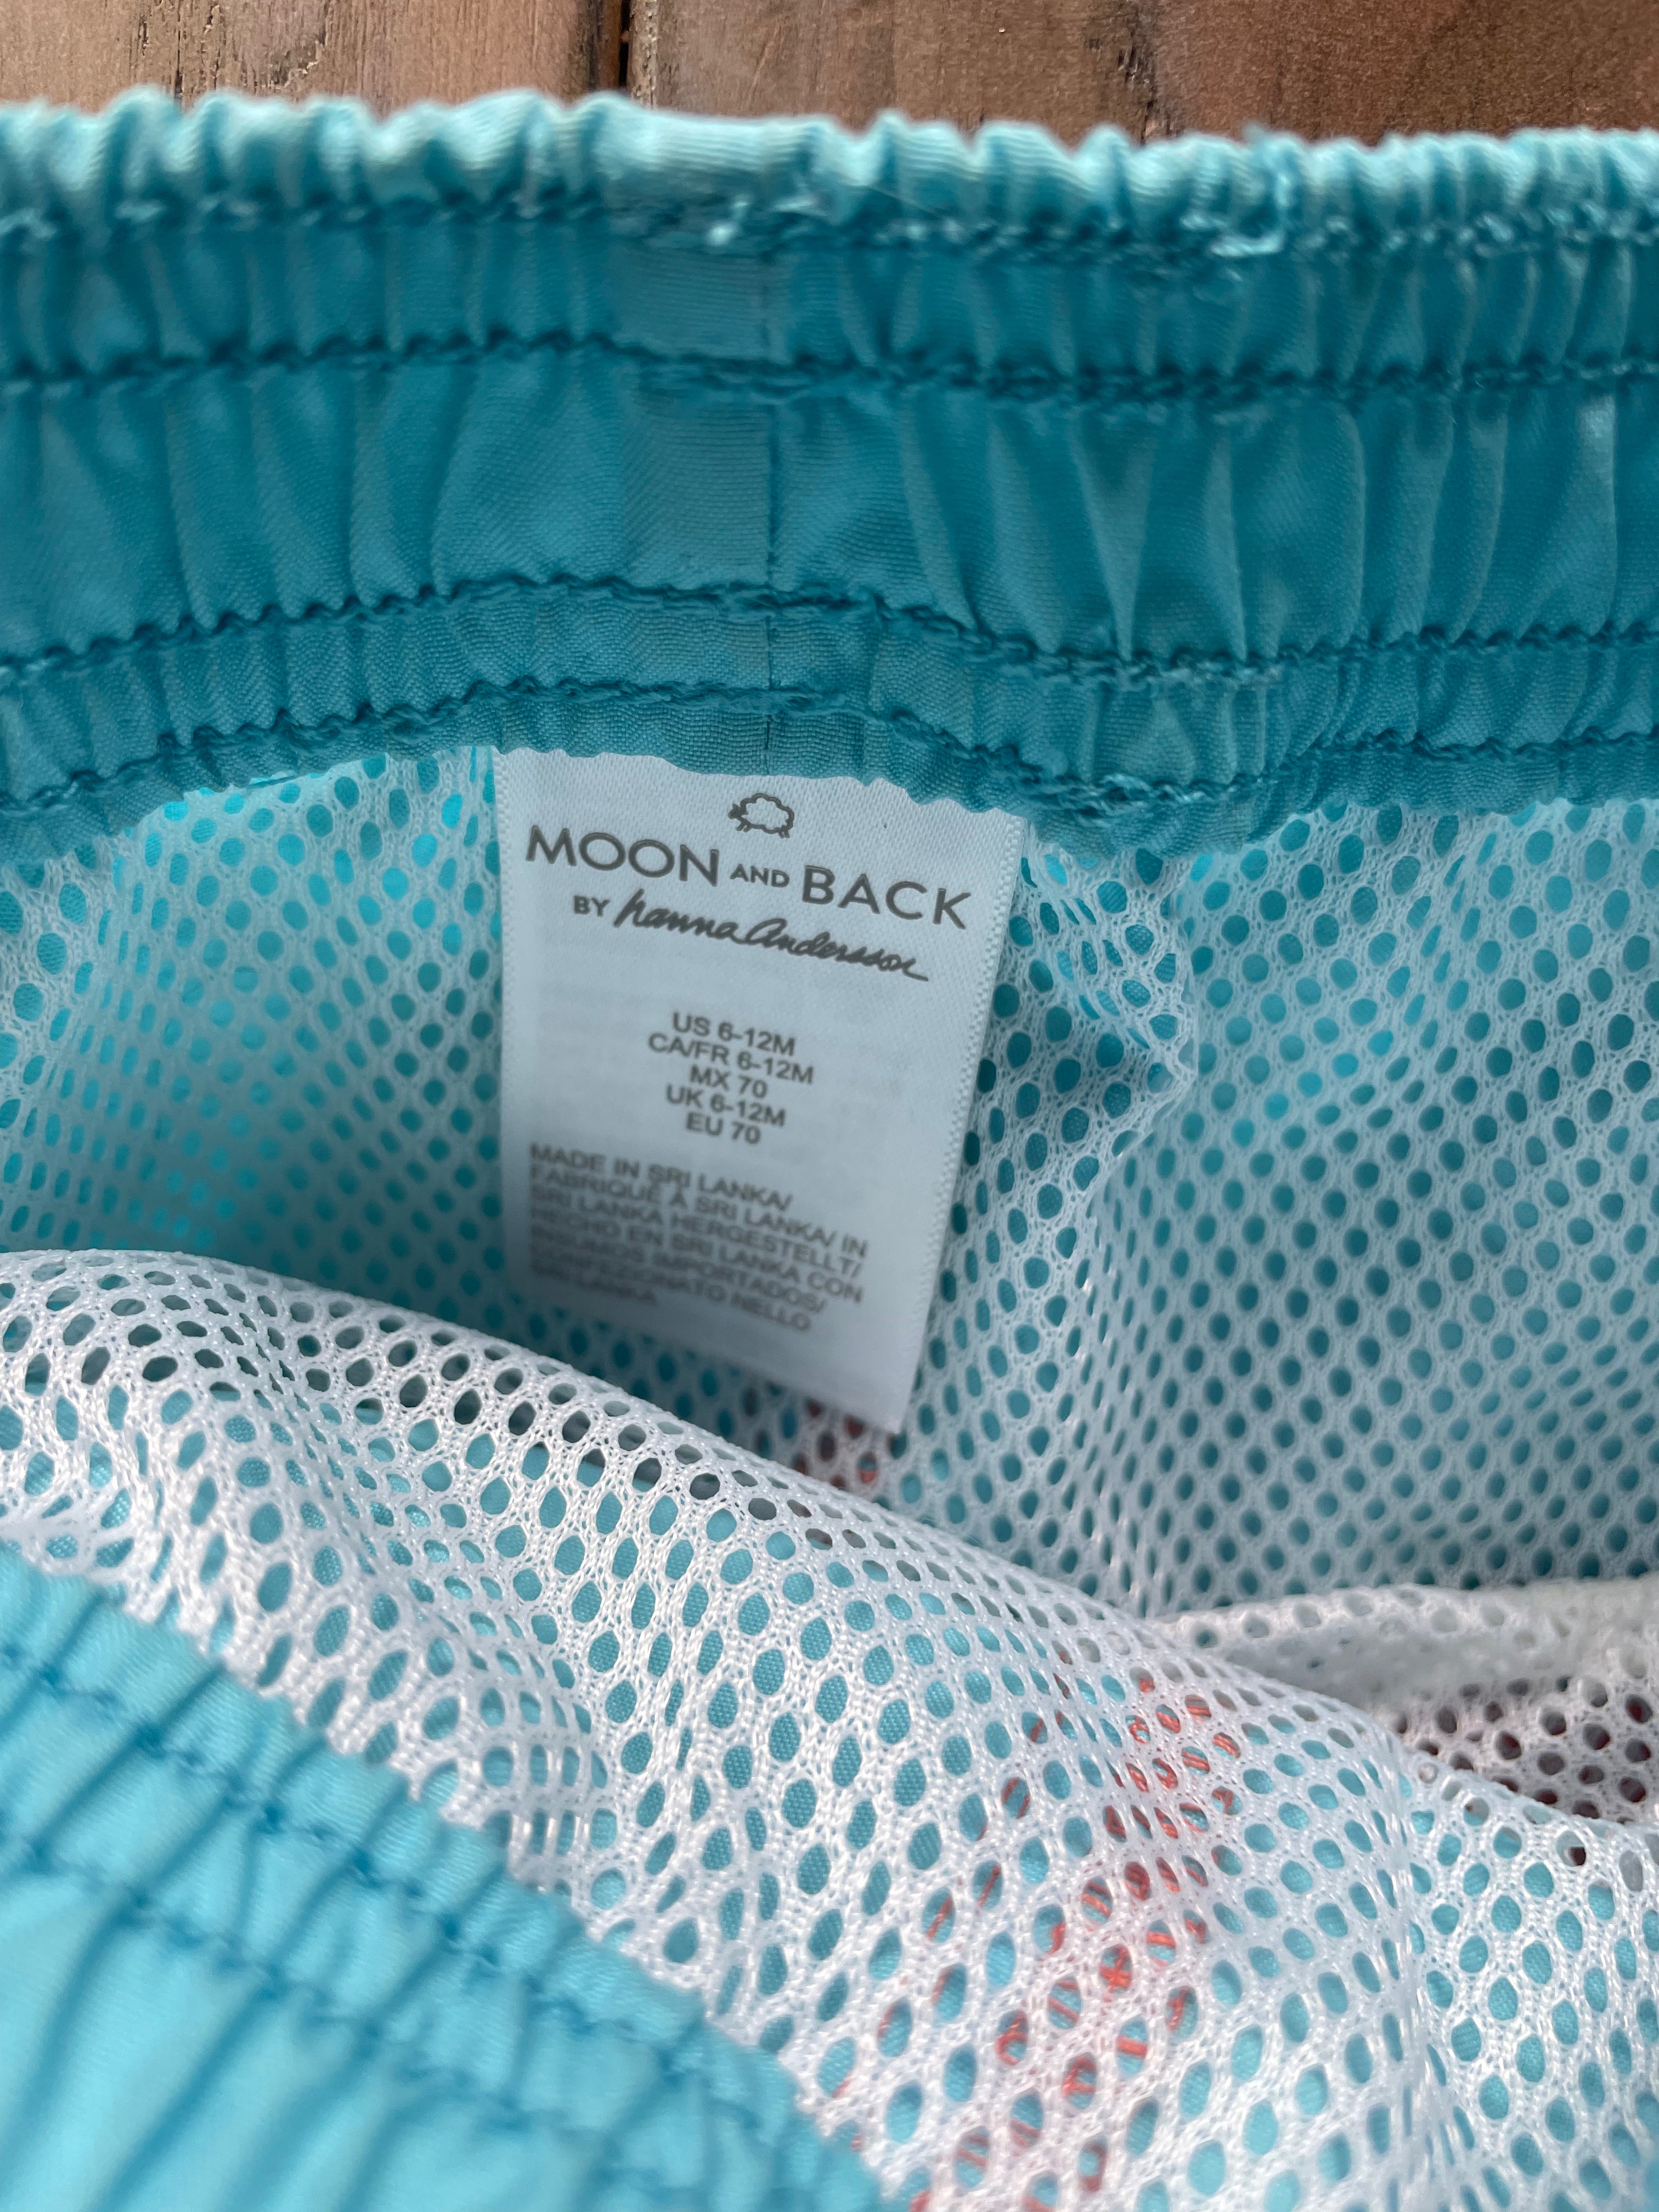 MOON AND BACK
BY hanna Andersson
US 6-12M
CA/FR 6-12M
MX 70
UK 6-12M
EU 70
MADE IN SRI LANKA/
FABRIQUÉ À SRI LANKA/ IN
SRI LANKA HERGESTELLT/
HECHO EN SRI LANKA CON
INSUMOS IMPORTADOS/
CONFEZIONATO NELLO
SRI LANKA